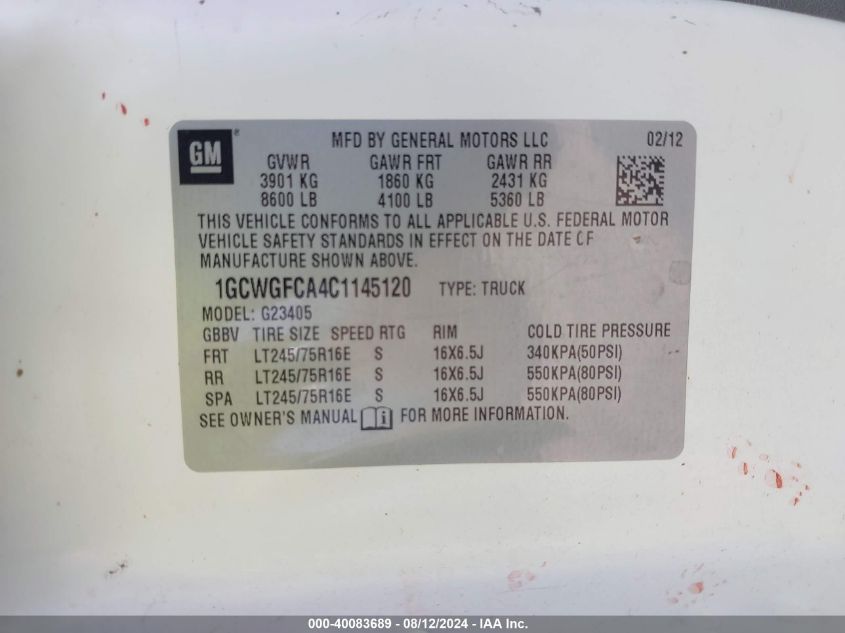 GM ®
MFD BY GENERAL MOTORS LLC 02/12
GVWR GAWR FRT GAWR RR
3901 KG 1860 KG 2431 KG
8600 LB 4100 LB 5360 LB
THIS VEHICLE CONFORMS TO ALL APPLICABLE U.S. FEDERAL MOTOR
VEHICLE SAFETY STANDARDS IN EFFECT ON THE DATE OF
MANUFACTURE SHOWN ABOVE.
1GCWGFCA4C1145120 TYPE: TRUCK
MODEL: G23405
GBBV TIRE SIZE SPEED RTG RIM COLD TIRE PRESSURE
FRT LT245/75R16E S 16X6.5J 340KPA(50PSI)
RR LT245/75R16E S 16X6.5J 550KPA(80PSI)
SPA LT245/75R16E S 16X6.5J 550KPA(80PSI)
SEE OWNER'S MANUAL i FOR MORE INFORMATION.
000-40083689 - 08/12/2024 - IAA Inc.